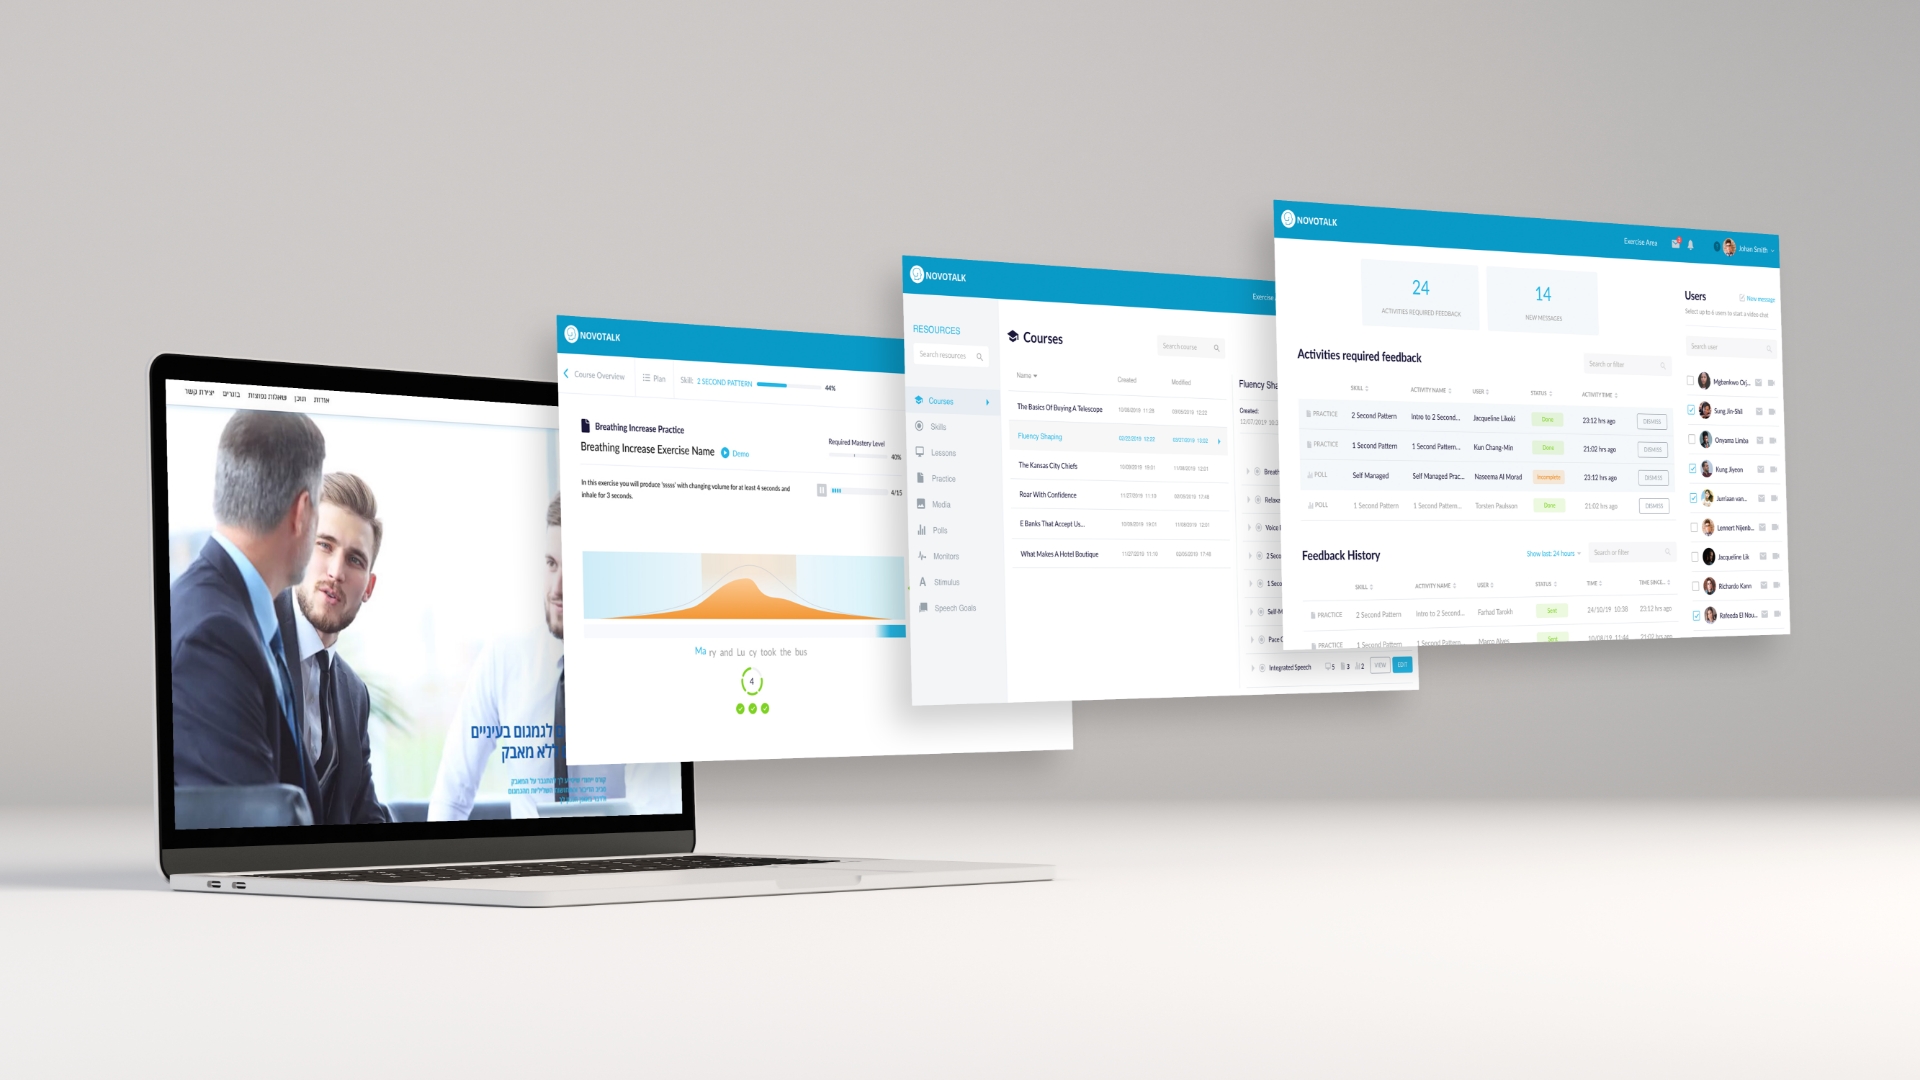 אודות תוכן שאלות נפוצות בוגרים יצירת קשר
לגמגום בעיניים
ללא מאבק
NOVOTALK
Course Overview
Plan
Skill: 2 SECOND PATTERN 44%
Breathing Increase Practice
Breathing Increase Exercise Name Demo
Required Mastery Level
40%
In this exercise you will produce 'sssss' with changing volume for at least 4 seconds and
inhale for 3 seconds.
4/15
Ma ry and Lu cy took the bus
4
NOVOTALK
RESOURCES
Search resources
Courses
Skills
Lessons
Practice
Media
Polls
Monitors
Stimulus
Speech Goals
Courses
Search course
Name Created Modified
The Basics Of Buying A Telescope
Fluency Shaping
The Kansas City Chiefs
Roar With Confidence
E Banks That Accept Us...
What Makes A Hotel Boutique
Fluency Sha
Created:
Integrated Speech 5 3 2 VIEW EDIT
NOVOTALK
Exercise Area
Johan Smith
24
ACTIVITIES REQUIRED FEEDBACK
14
NEW MESSAGES
Activities required feedback
Search or filter
SKILL ACTIVITY NAME USER STATUS ACTIVITY TIME
PRACTICE 2 Second Pattern Intro to 2 Second... Jacqueline Likoki Done 23:12 hrs ago DISMISS
PRACTICE 1 Second Pattern 1 Second Pattern... Kun Chang-Min Done 21:02 hrs ago DISMISS
POLL Self Managed Self Managed Prac... Naseema Al Morad Incomplete 23:12 hrs ago DISMISS
POLL 1 Second Pattern 1 Second Pattern... Torsten Paulsson Done 21:02 hrs ago DISMISS
Feedback History
Show last: 24 hours
Search or filter
SKILL ACTIVITY NAME USER STATUS TIME TIME SINCE...
PRACTICE 2 Second Pattern Intro to 2 Second... Farhad Tarokh Sent 24/10/19 10:38 23:12 hrs ago
PRACTICE 1 Second Pattern 1 Second Pattern... Marco Alves Sent 21:02 hrs ago
Users
New message
Select up to 6 users to start a video chat
Search user
Mgbankwo Orj...
Sung Jin-Shil
Onyama Limba
Kung Jiyeon
Jurriaan van...
Lennert Nijenb...
Jacqueline Lik
Richardo Kann
Rafeeda El Nou...